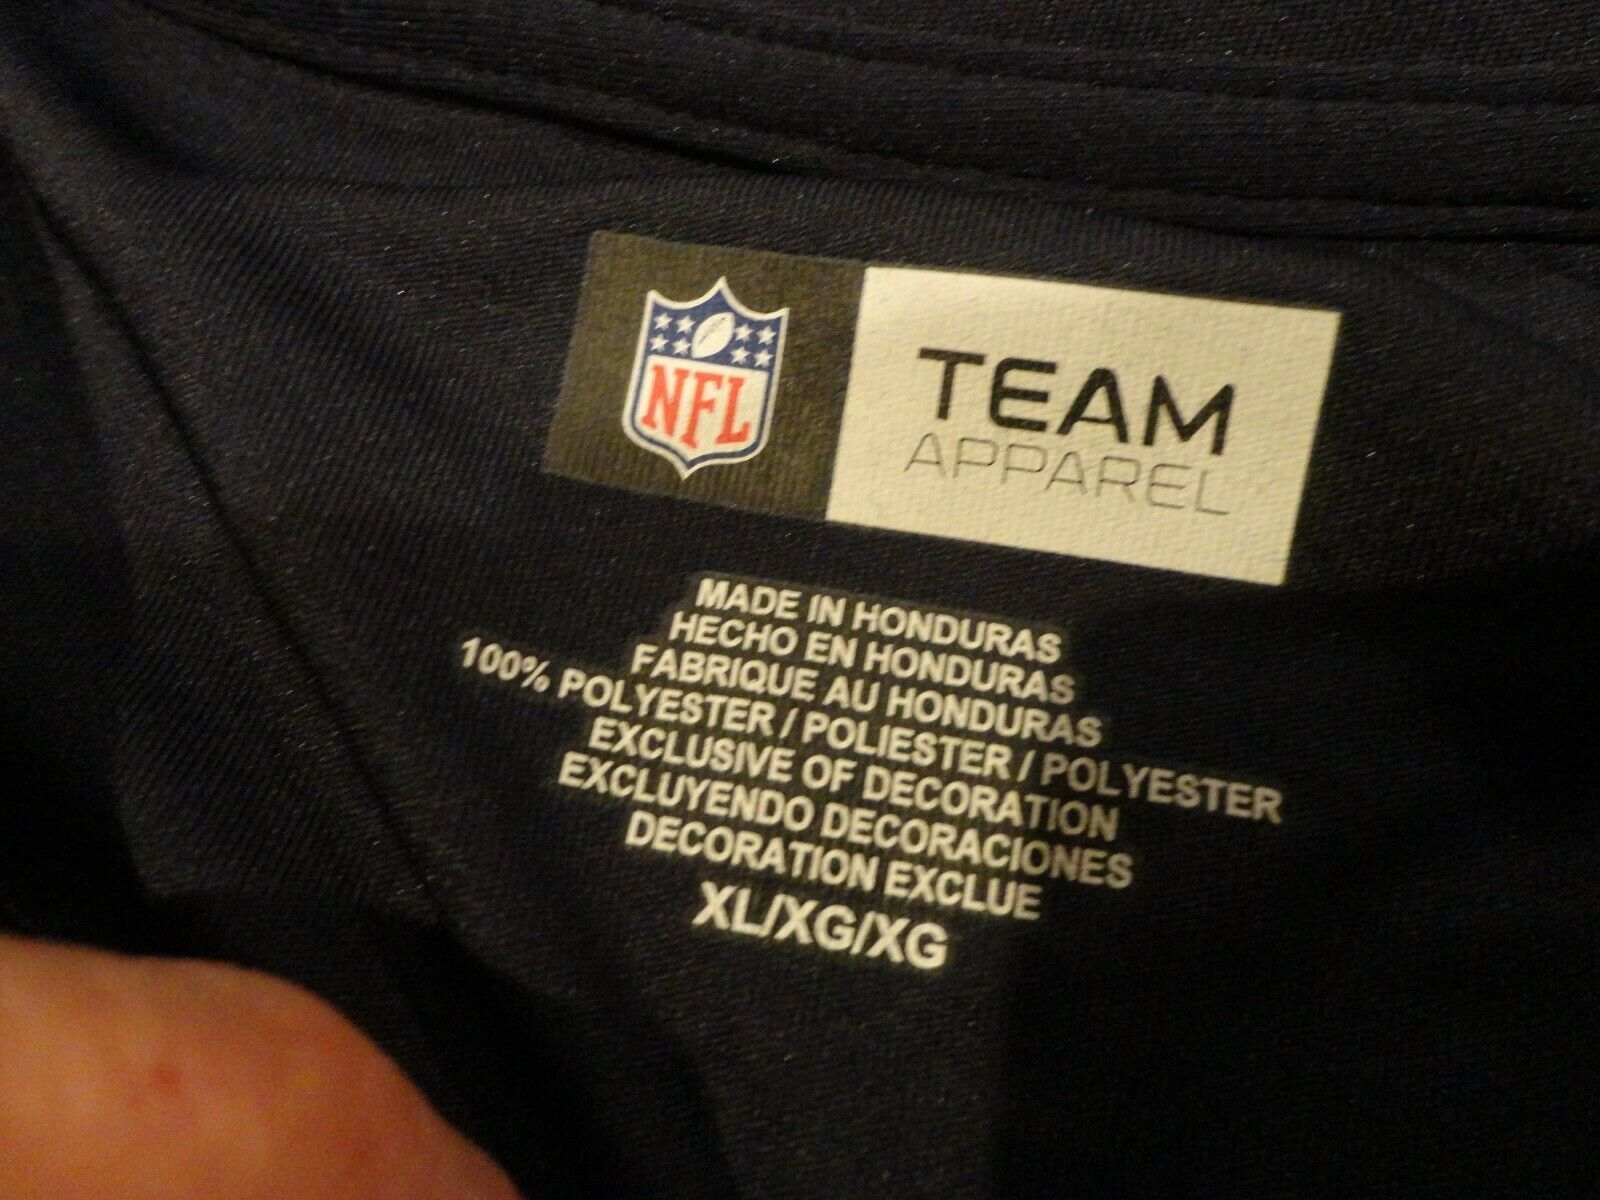 NFL
TEAM
APPAREL
MADE IN HONDURAS
HECHO EN HONDURAS
FABRIQUE AU HONDURAS
100% POLYESTER / POLIESTER / POLYESTER
EXCLUSIVE OF DECORATION
EXCLUYENDO DECORACIONES
DECORATION EXCLUE
XL/XG/XG